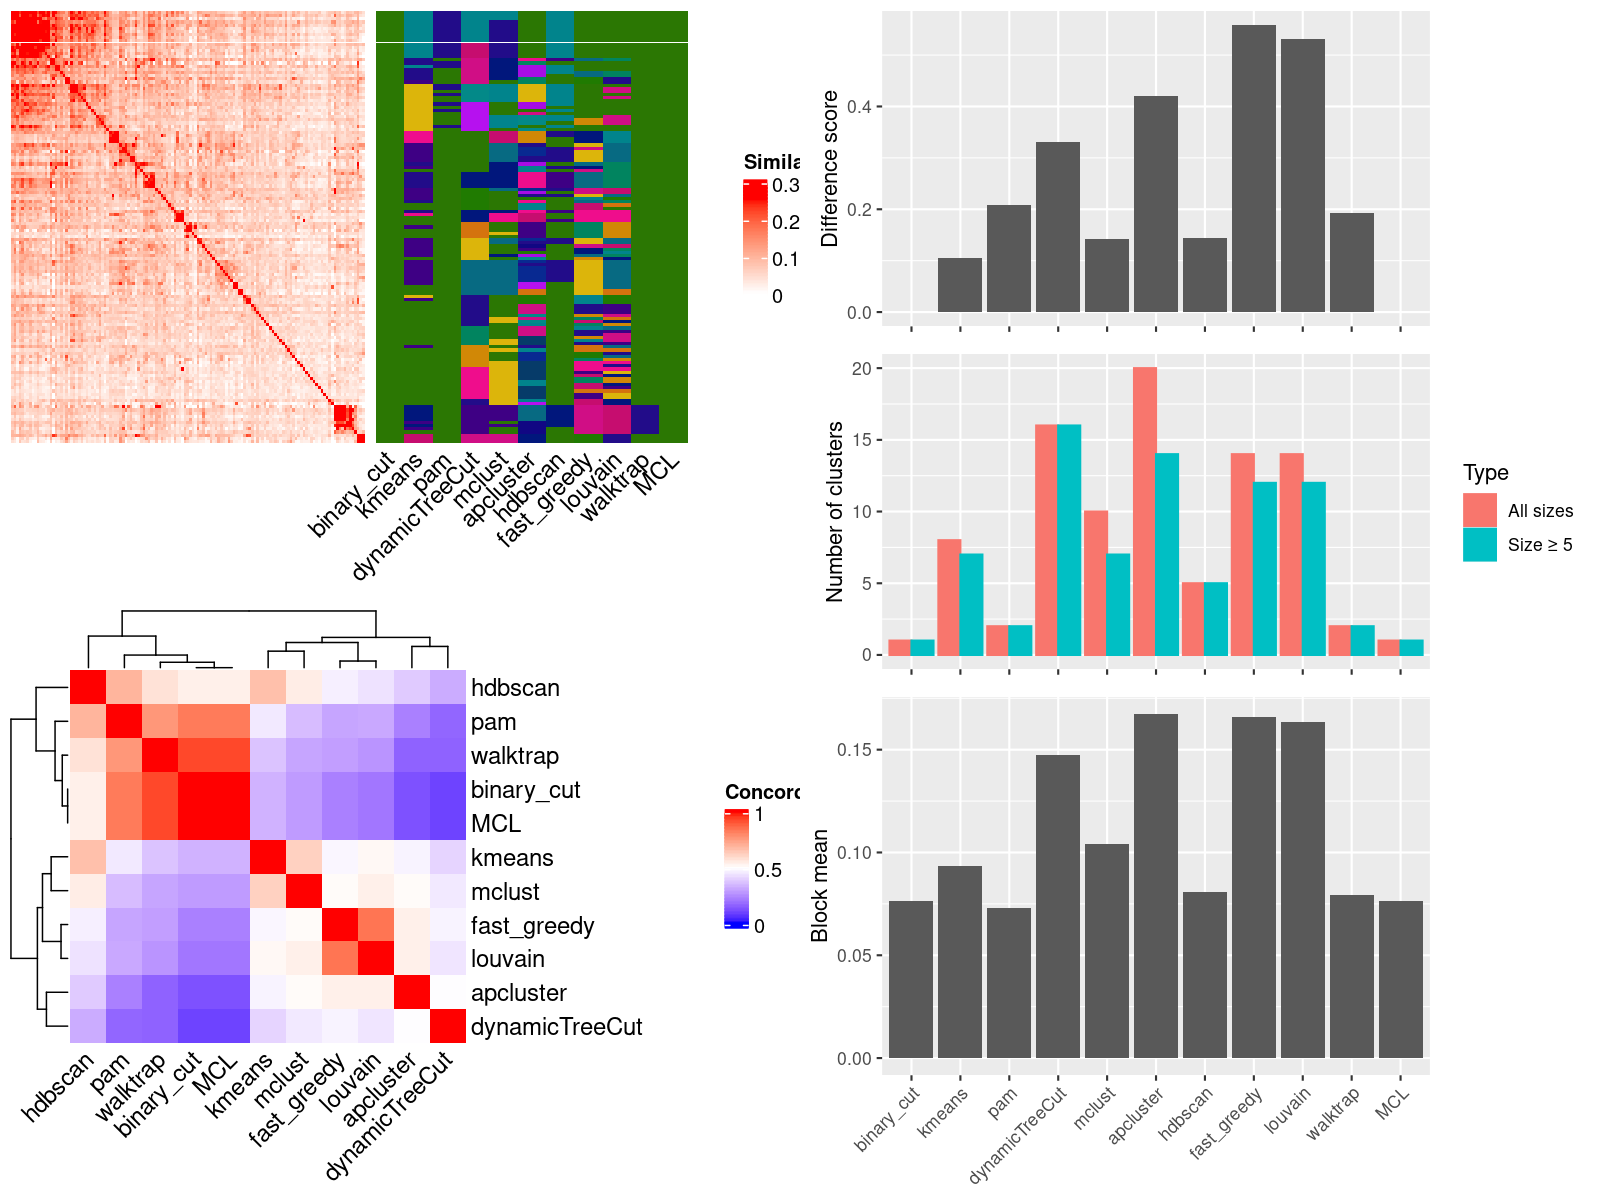 Simila
0.3
0.2
0.1
0
binary_cut
kmeans
pam
dynamicTreeCut
mclust
apcluster
hdbscan
fast_greedy
louvain
walktrap
MCL
hdbscan
pam
walktrap
binary_cut
MCL
kmeans
mclust
fast_greedy
louvain
apcluster
dynamicTreeCut
hdbscan
pam
walktrap
binary_cut
MCL
kmeans
mclust
fast_greedy
louvain
apcluster
dynamicTreeCut
Concord
1
0.5
0
Difference score
0.4
0.2
0.0
Number of clusters
20
15
10
5
0
Type
All sizes
Size ≥ 5
Block mean
0.15
0.10
0.05
0.00
binary_cut
kmeans
pam
dynamicTreeCut
mclust
apcluster
hdbscan
fast_greedy
louvain
walktrap
MCL